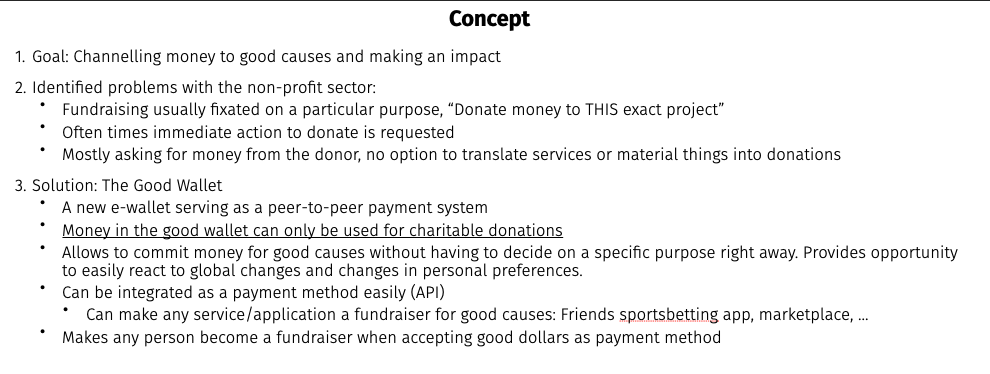 Concept
1. Goal: Channelling money to good causes and making an impact
2. Identified problems with the non-profit sector:
• Fundraising usually fixated on a particular purpose, “Donate money to THIS exact project”
• Often times immediate action to donate is requested
• Mostly asking for money from the donor, no option to translate services or material things into donations
3. Solution: The Good Wallet
• A new e-wallet serving as a peer-to-peer payment system
• Money in the good wallet can only be used for charitable donations
• Allows to commit money for good causes without having to decide on a specific purpose right away. Provides opportunity
to easily react to global changes and changes in personal preferences.
• Can be integrated as a payment method easily (API)
• Can make any service/application a fundraiser for good causes: Friends sportsbetting app, marketplace, ...
• Makes any person become a fundraiser when accepting good dollars as payment method